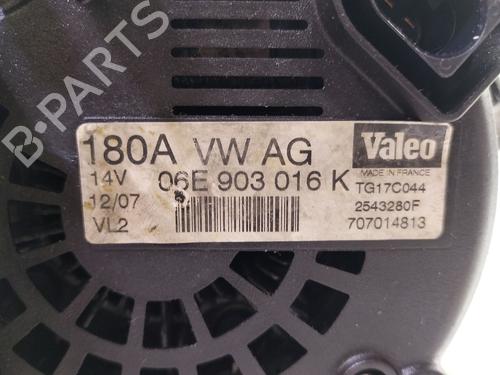 B-PARTS
180A VW AG
Valeo
14V 06E 903 016 K
MADE IN FRANCE
TG17C044
12/07
2543280F
VL2
707014813